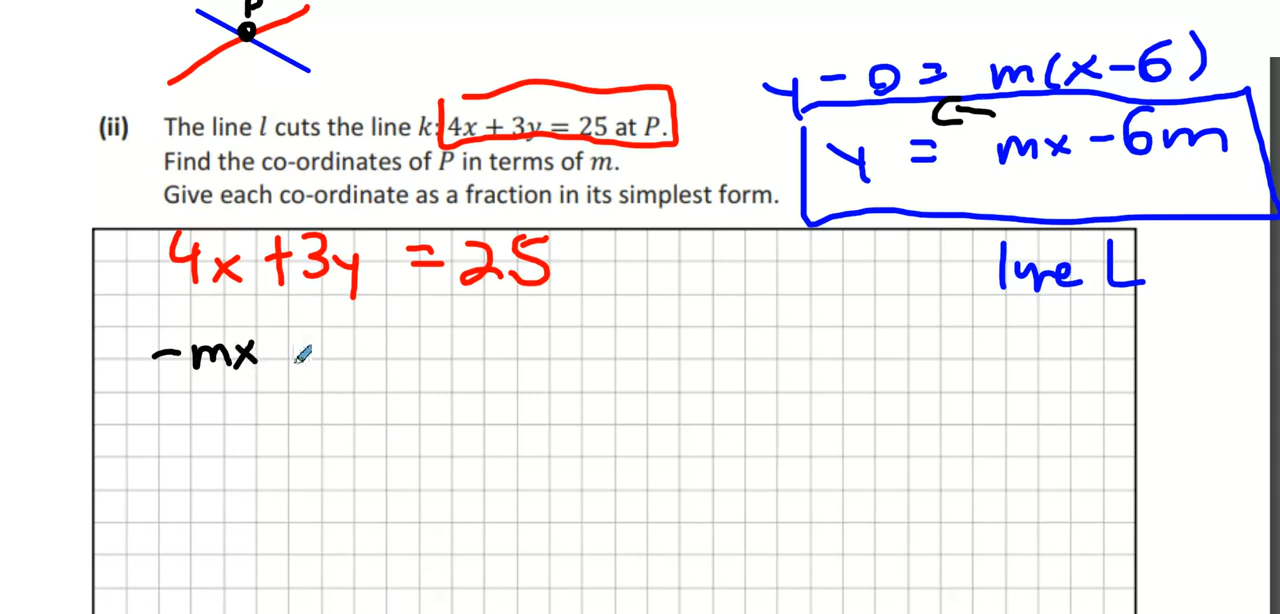 P
y - 0 = m(x - 6)
(ii) The line l cuts the line k: 4x + 3y = 25 at P.
Find the co-ordinates of P in terms of m.
Give each co-ordinate as a fraction in its simplest form.
y = mx - 6m
4x + 3y = 25
line L
- mx